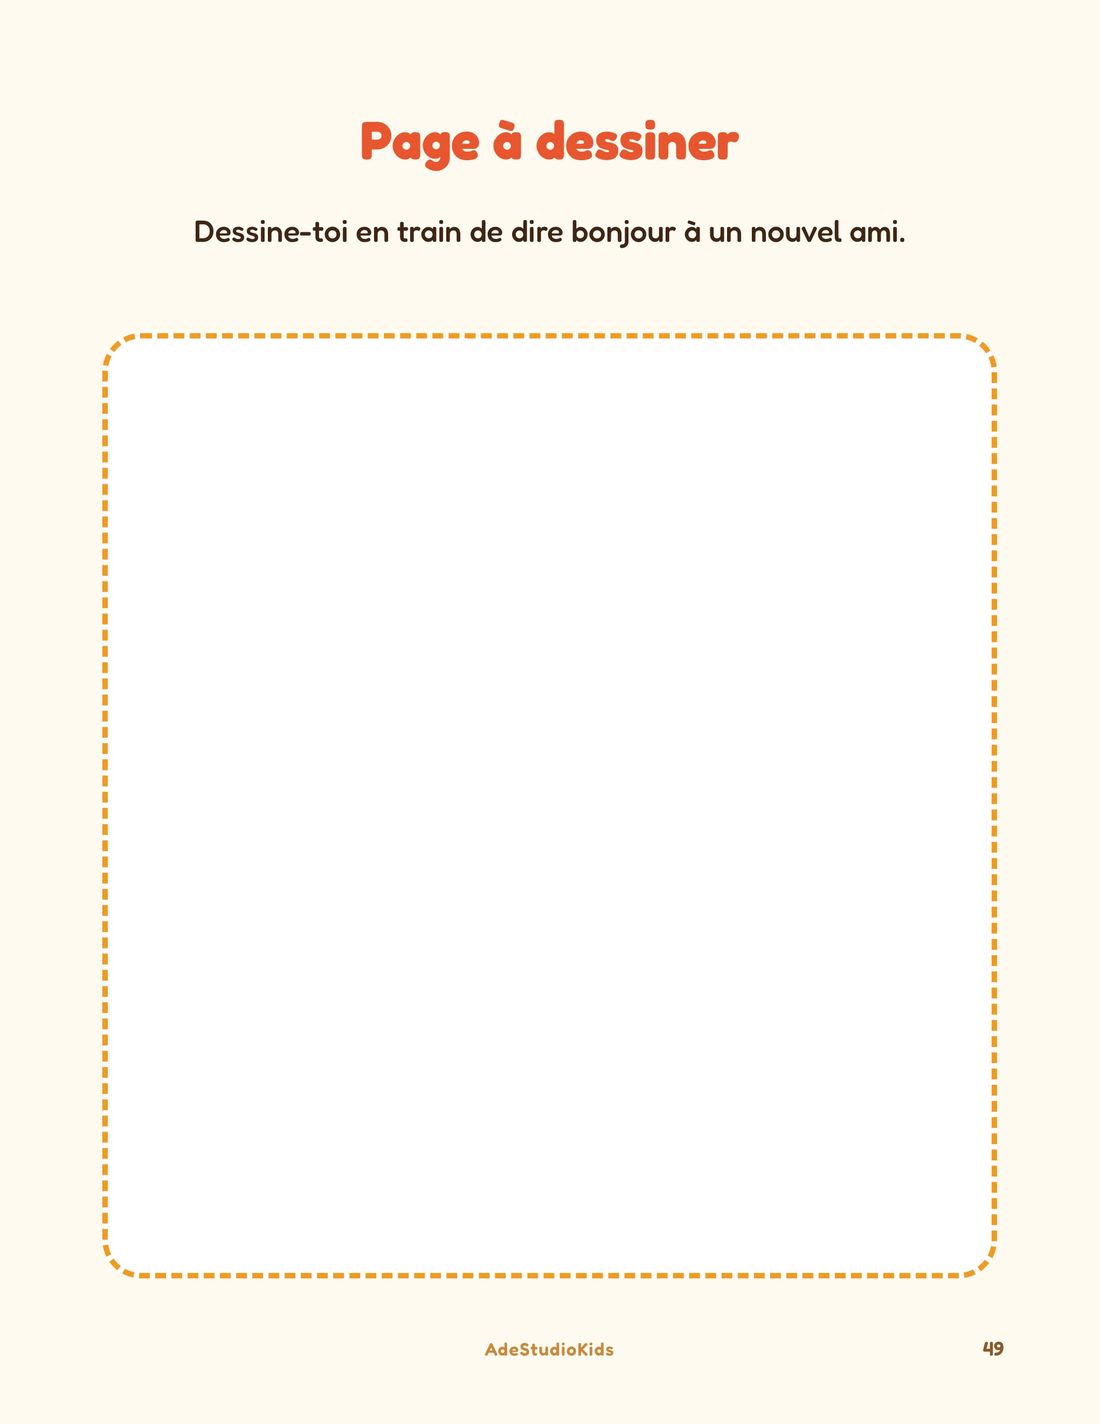 Page à dessiner
Dessine-toi en train de dire bonjour à un nouvel ami.
AdeStudioKids
49